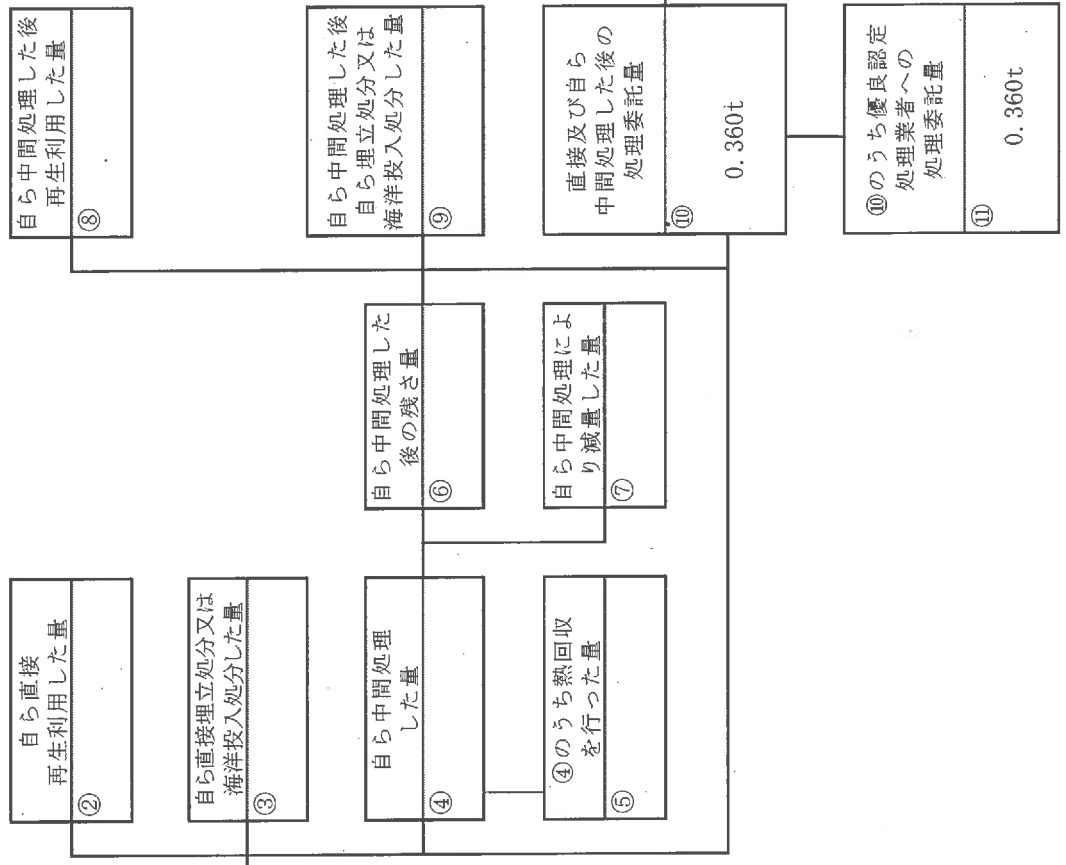 自ら直接
再生利用した量
②
自ら直接埋立処分又は
海洋投入処分した量
③
自ら中間処理
した量
④
④のうち熱回収
を行った量
⑤
自ら中間処理した
後の残さ量
⑥
自ら中間処理によ
り減量した量
⑦
自ら中間処理した後
再生利用した量
⑧
自ら中間処理した後
自ら埋立処分又は
海洋投入処分した量
⑨
直接及び自ら
中間処理した後の
処理委託量
⑩
0.360t
⑩のうち優良認定
処理業者への
処理委託量
⑪
0.360t